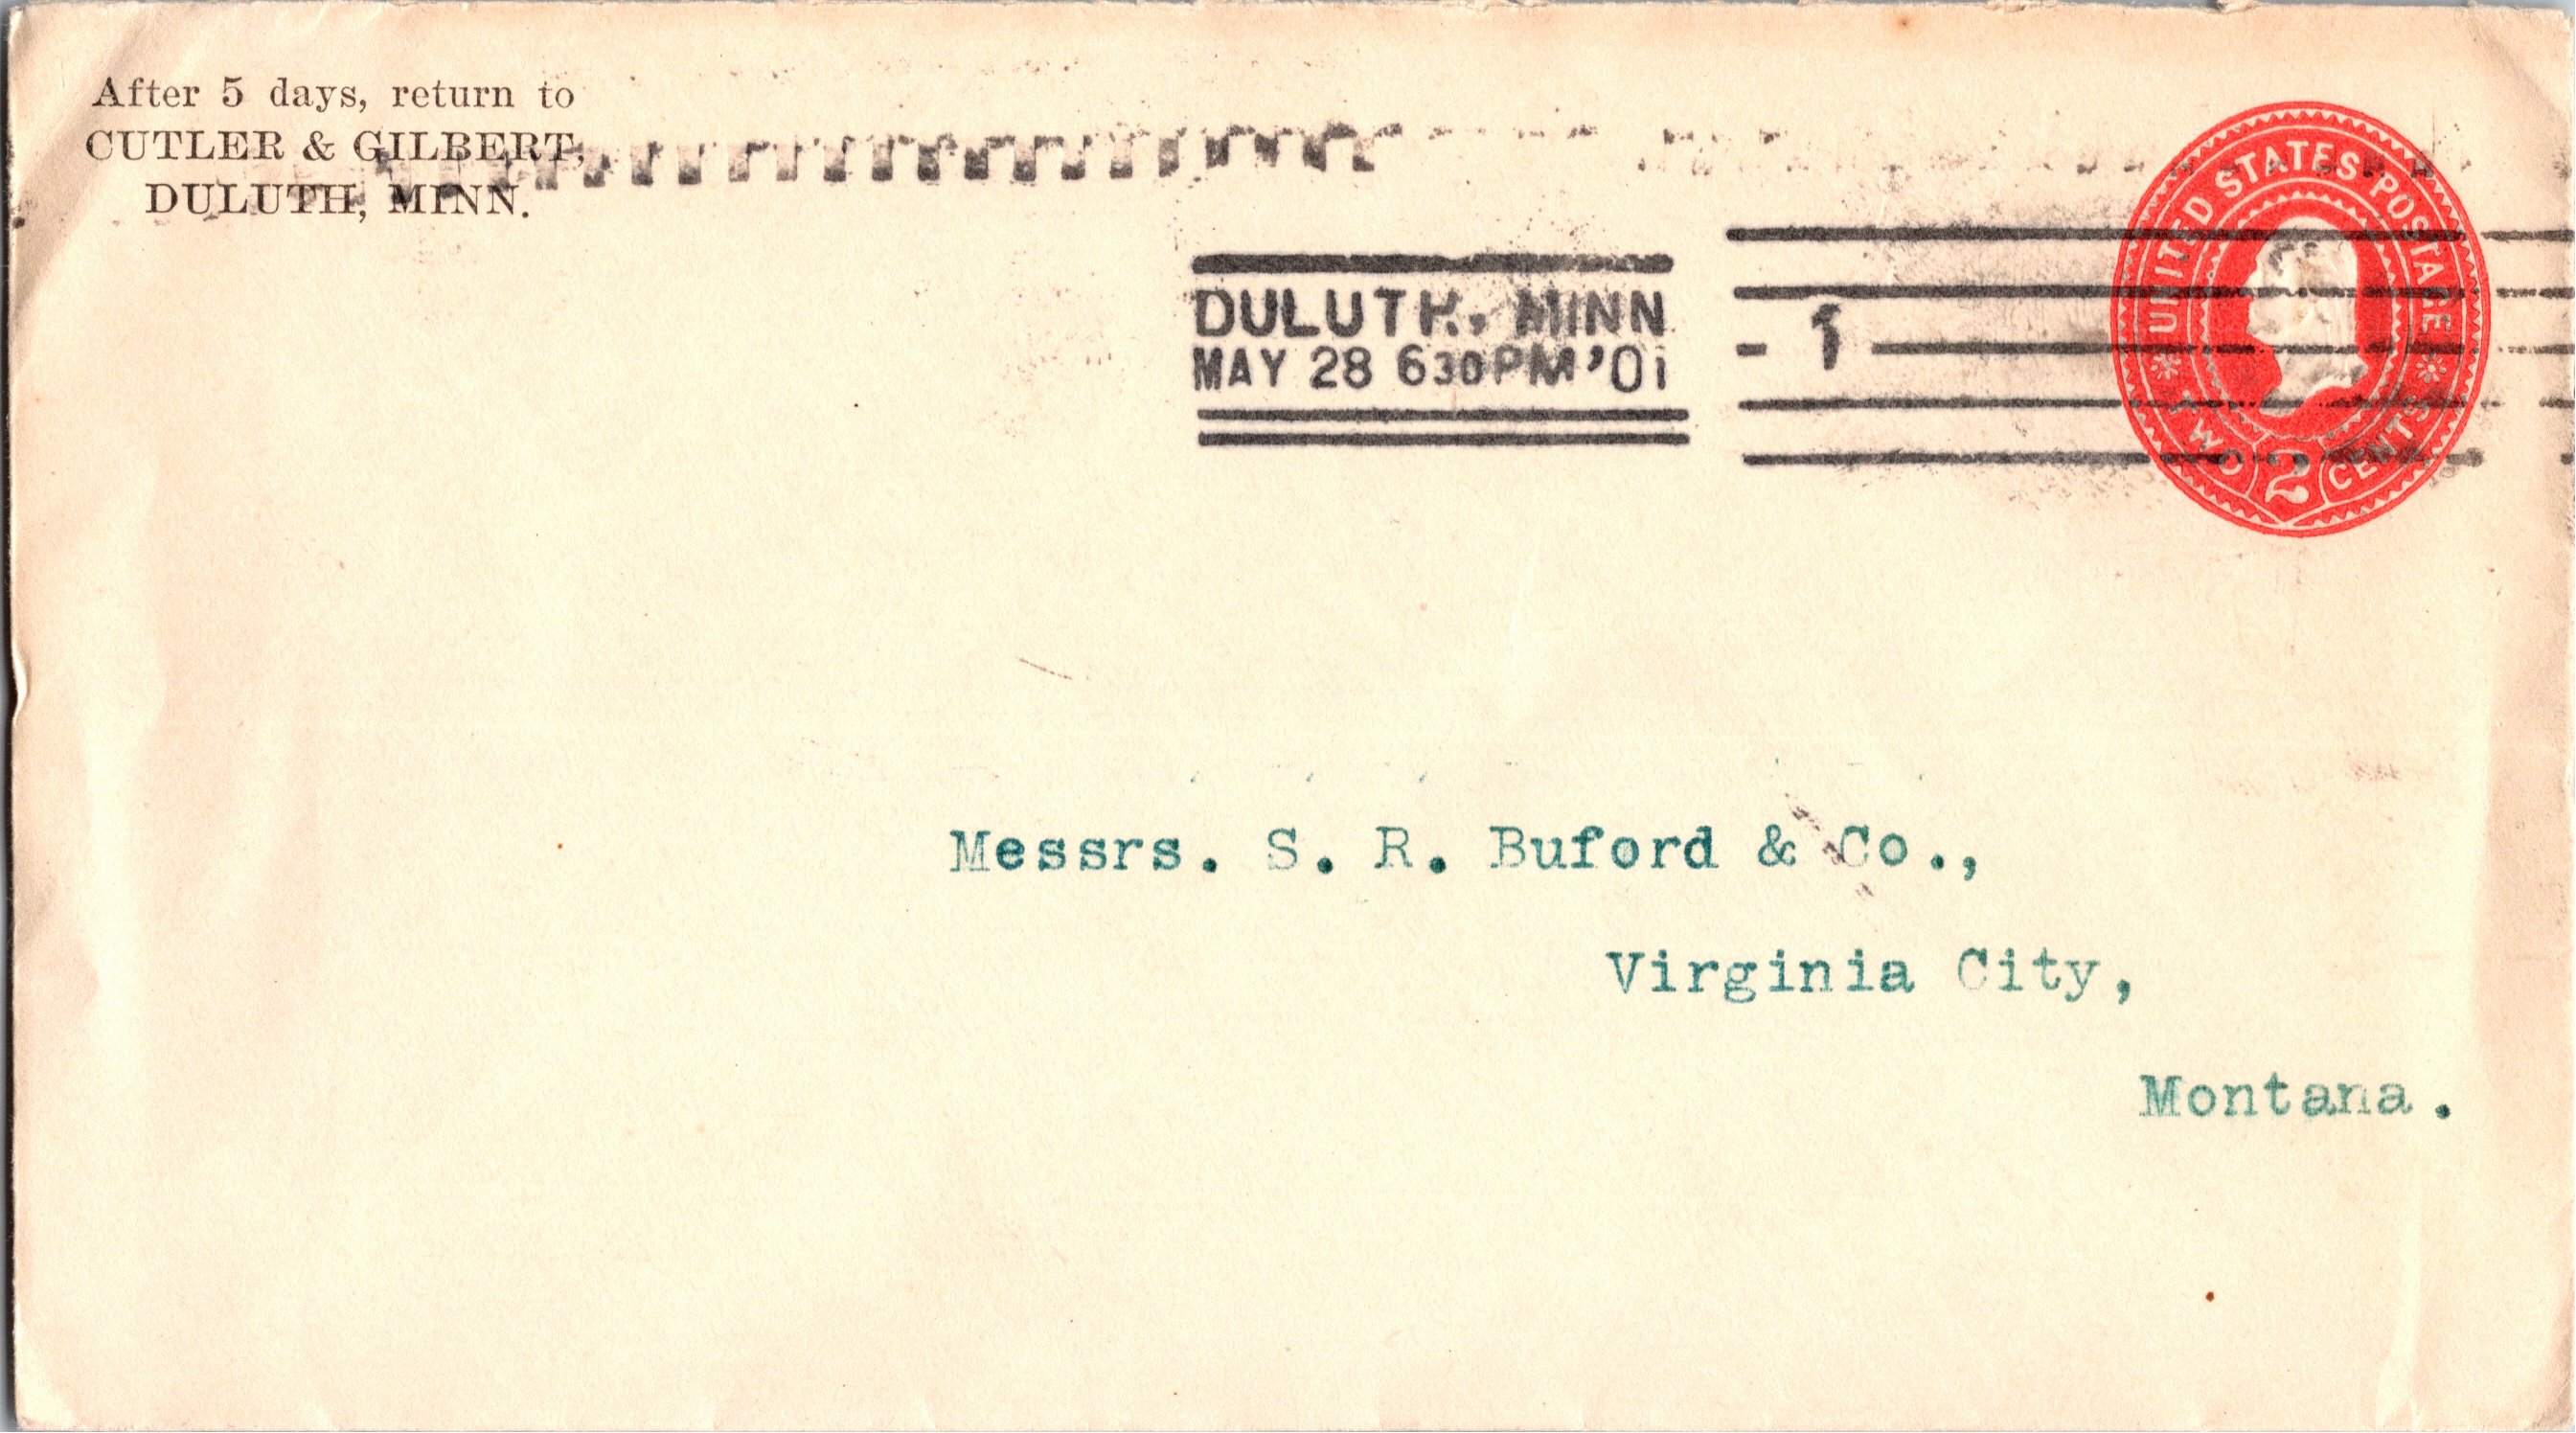 After 5 days, return to
CUTLER & GILBERT,
DULUTH, MINN.
DULUTH, MINN
MAY 28 630PM '01
1
UNITED STATES POSTAGE
TWO 2 CENTS
Messrs. S. R. Buford & Co.,
Virginia City,
Montana.